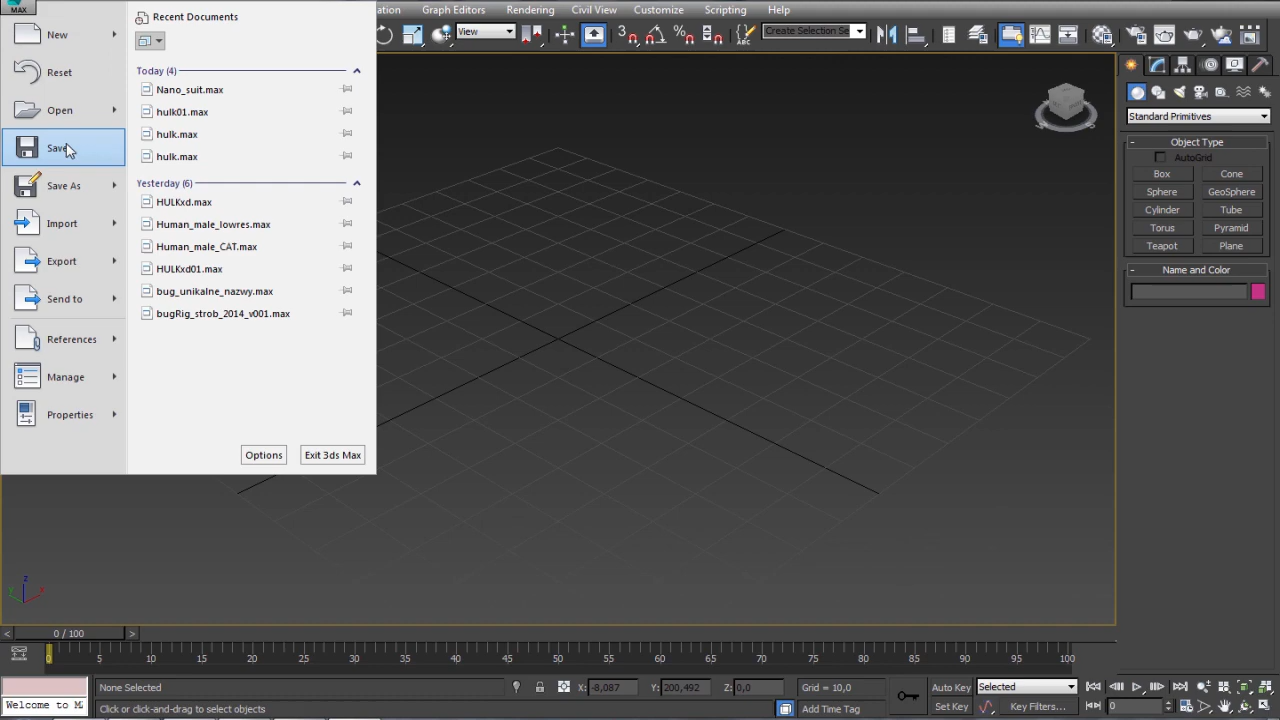 MAX
New
Reset
Open
Save
Save As
Import
Export
Send to
References
Manage
Properties
Recent Documents
Today (4)
Nano_suit.max
hulk01.max
hulk.max
hulk.max
Yesterday (6)
HULKxd.max
Human_male_lowres.max
Human_male_CAT.max
HULKxd01.max
bug_unikalne_nazwy.max
bugRig_strob_2014_v001.max
Options
Exit 3ds Max
ation
Graph Editors
Rendering
Civil View
Customize
Scripting
Help
View
Create Selection Se
Standard Primitives
Object Type
AutoGrid
Box
Cone
Sphere
GeoSphere
Cylinder
Tube
Torus
Pyramid
Teapot
Plane
Name and Color
z
y
x
0 / 100
0
5
10
15
20
25
30
35
40
45
50
55
60
65
70
75
80
85
90
95
100
None Selected
X: -8,087
Y: 200,492
Z: 0,0
Grid = 10,0
Auto Key
Selected
Welcome to M
Click or click-and-drag to select objects
Add Time Tag
Set Key
Key Filters...
0